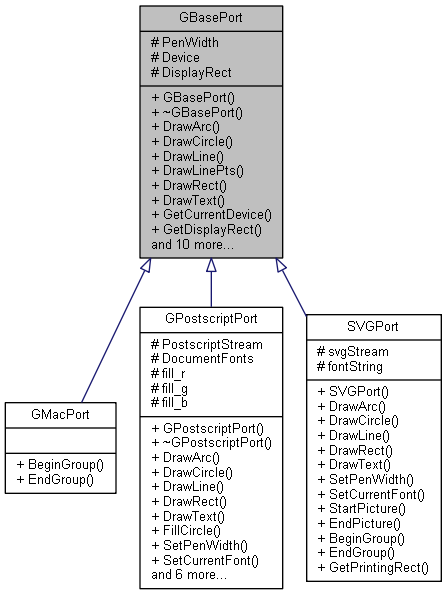 GBasePort
# PenWidth
# Device
# DisplayRect
+ GBasePort()
+ ~GBasePort()
+ DrawArc()
+ DrawCircle()
+ DrawLine()
+ DrawLinePts()
+ DrawRect()
+ DrawText()
+ GetCurrentDevice()
+ GetDisplayRect()
and 10 more...
GMacPort
+ BeginGroup()
+ EndGroup()
GPostscriptPort
# PostscriptStream
# DocumentFonts
# fill_r
# fill_g
# fill_b
+ GPostscriptPort()
+ ~GPostscriptPort()
+ DrawArc()
+ DrawCircle()
+ DrawLine()
+ DrawRect()
+ DrawText()
+ FillCircle()
+ SetPenWidth()
+ SetCurrentFont()
and 6 more...
SVGPort
# svgStream
# fontString
+ SVGPort()
+ DrawArc()
+ DrawCircle()
+ DrawLine()
+ DrawRect()
+ DrawText()
+ SetPenWidth()
+ SetCurrentFont()
+ StartPicture()
+ EndPicture()
+ BeginGroup()
+ EndGroup()
+ GetPrintingRect()